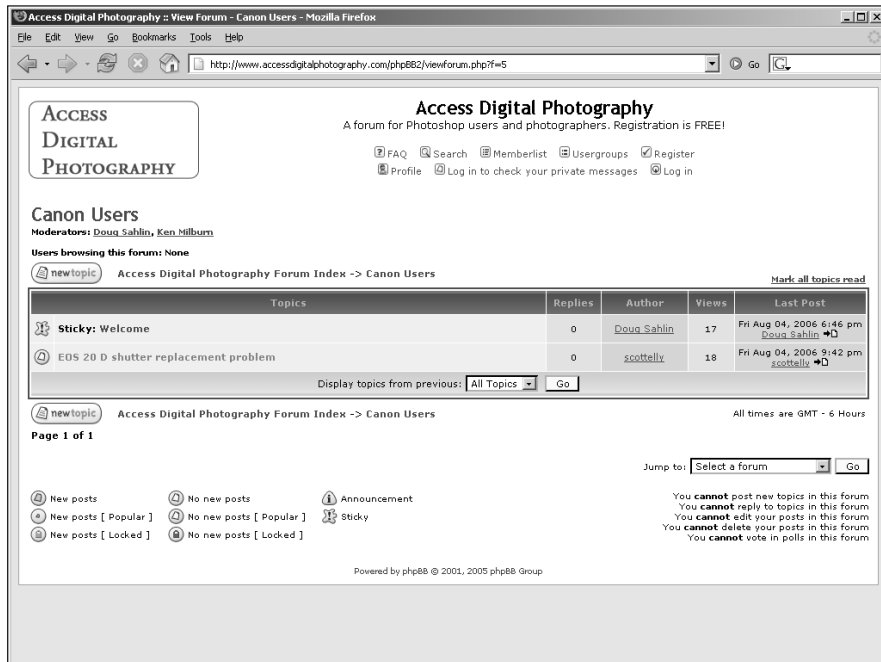 Access Digital Photography :: View Forum - Canon Users - Mozilla Firefox
File Edit View Go Bookmarks Tools Help
http://www.accessdigitalphotography.com/phpBB2/viewforum.php?f=5 Go G
ACCESS
DIGITAL
PHOTOGRAPHY
Access Digital Photography
A forum for Photoshop users and photographers. Registration is FREE!
FAQ Search Memberlist Usergroups Register
Profile Log in to check your private messages Log in
Canon Users
Moderators: Doug Sahlin, Ken Milburn
Users browsing this forum: None
newtopic Access Digital Photography Forum Index -> Canon Users
Mark all topics read
Topics Replies Author Views Last Post
Sticky: Welcome 0 Doug Sahlin 17 Fri Aug 04, 2006 6:46 pm
Doug Sahlin
EOS 20 D shutter replacement problem 0 scottelly 18 Fri Aug 04, 2006 9:42 pm
scottelly
Display topics from previous: All Topics Go
newtopic Access Digital Photography Forum Index -> Canon Users All times are GMT - 6 Hours
Page 1 of 1
Jump to: Select a forum Go
New posts No new posts Announcement
New posts [ Popular ] No new posts [ Popular ] Sticky
New posts [ Locked ] No new posts [ Locked ]
You cannot post new topics in this forum
You cannot reply to topics in this forum
You cannot edit your posts in this forum
You cannot delete your posts in this forum
You cannot vote in polls in this forum
Powered by phpBB © 2001, 2005 phpBB Group